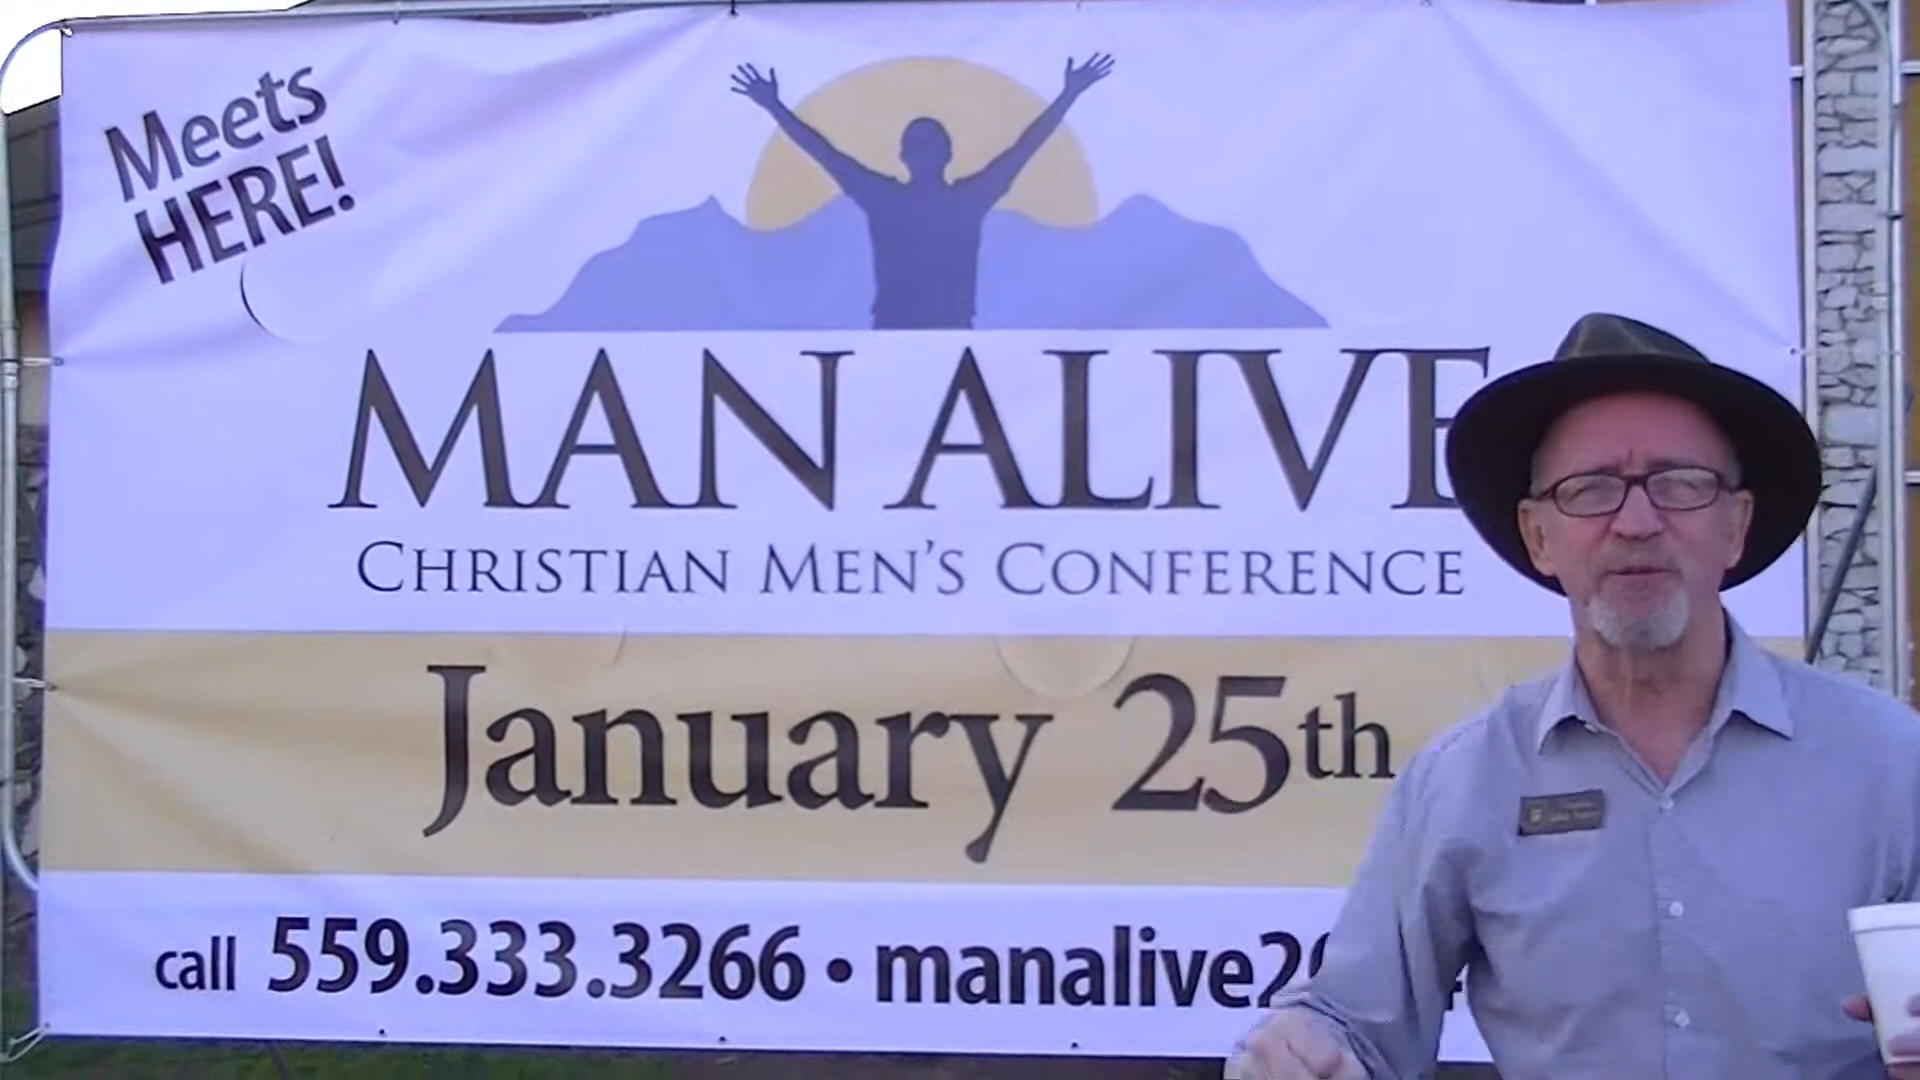 Meets
HERE!
MAN ALIVE
CHRISTIAN MEN'S CONFERENCE
January 25th
call 559.333.3266 • manalive2